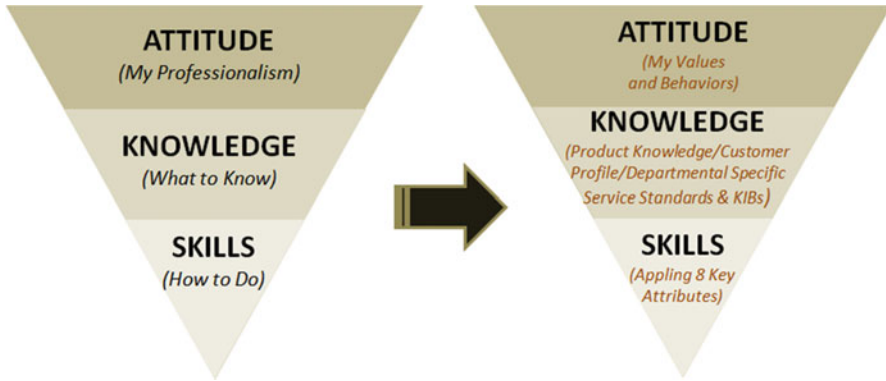 ATTITUDE
(My Professionalism)
KNOWLEDGE
(What to Know)
SKILLS
(How to Do)
ATTITUDE
(My Values
and Behaviors)
KNOWLEDGE
(Product Knowledge/Customer
Profile/Departmental Specific
Service Standards & KIBs)
SKILLS
(Appling 8 Key
Attributes)